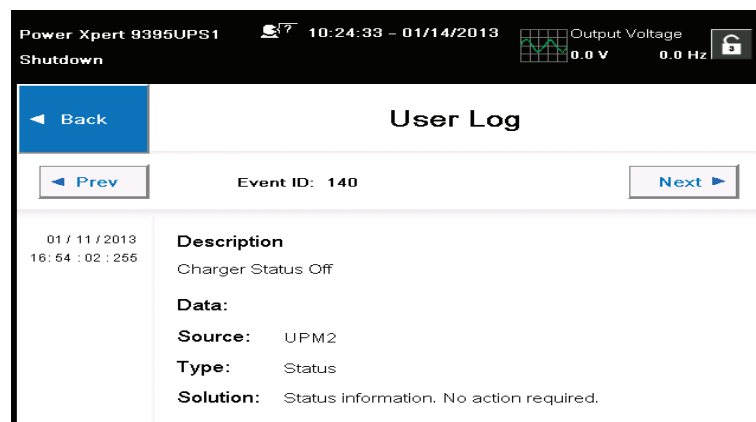 Power Xpert 9395UPS1
? 10:24:33 - 01/14/2013
Output Voltage
Shutdown
0.0 V 0.0 Hz
3
Back
User Log
Prev
Event ID: 140
Next
01/11/2013
16:54:02:255
Description
Charger Status Off
Data:
Source: UPM2
Type: Status
Solution: Status information. No action required.